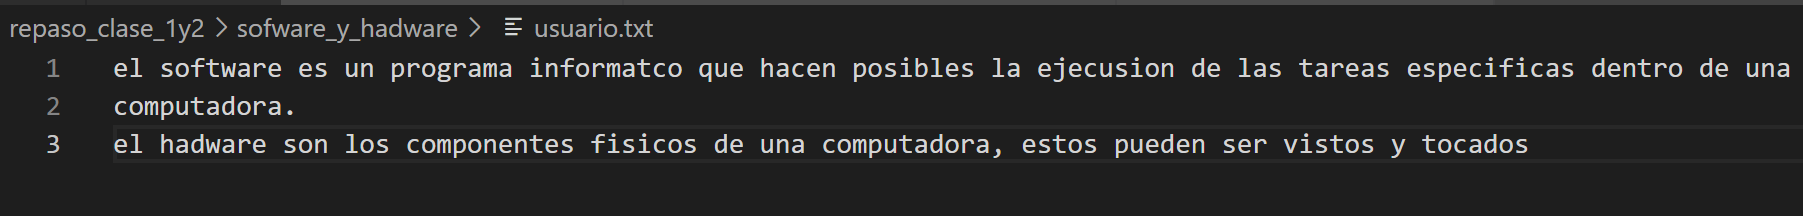 repaso_clase_1y2 > sofware_y_hadware > usuario.txt
1 el software es un programa informatco que hacen posibles la ejecusion de las tareas especificas dentro de una
2 computadora.
3 el hadware son los componentes fisicos de una computadora, estos pueden ser vistos y tocados